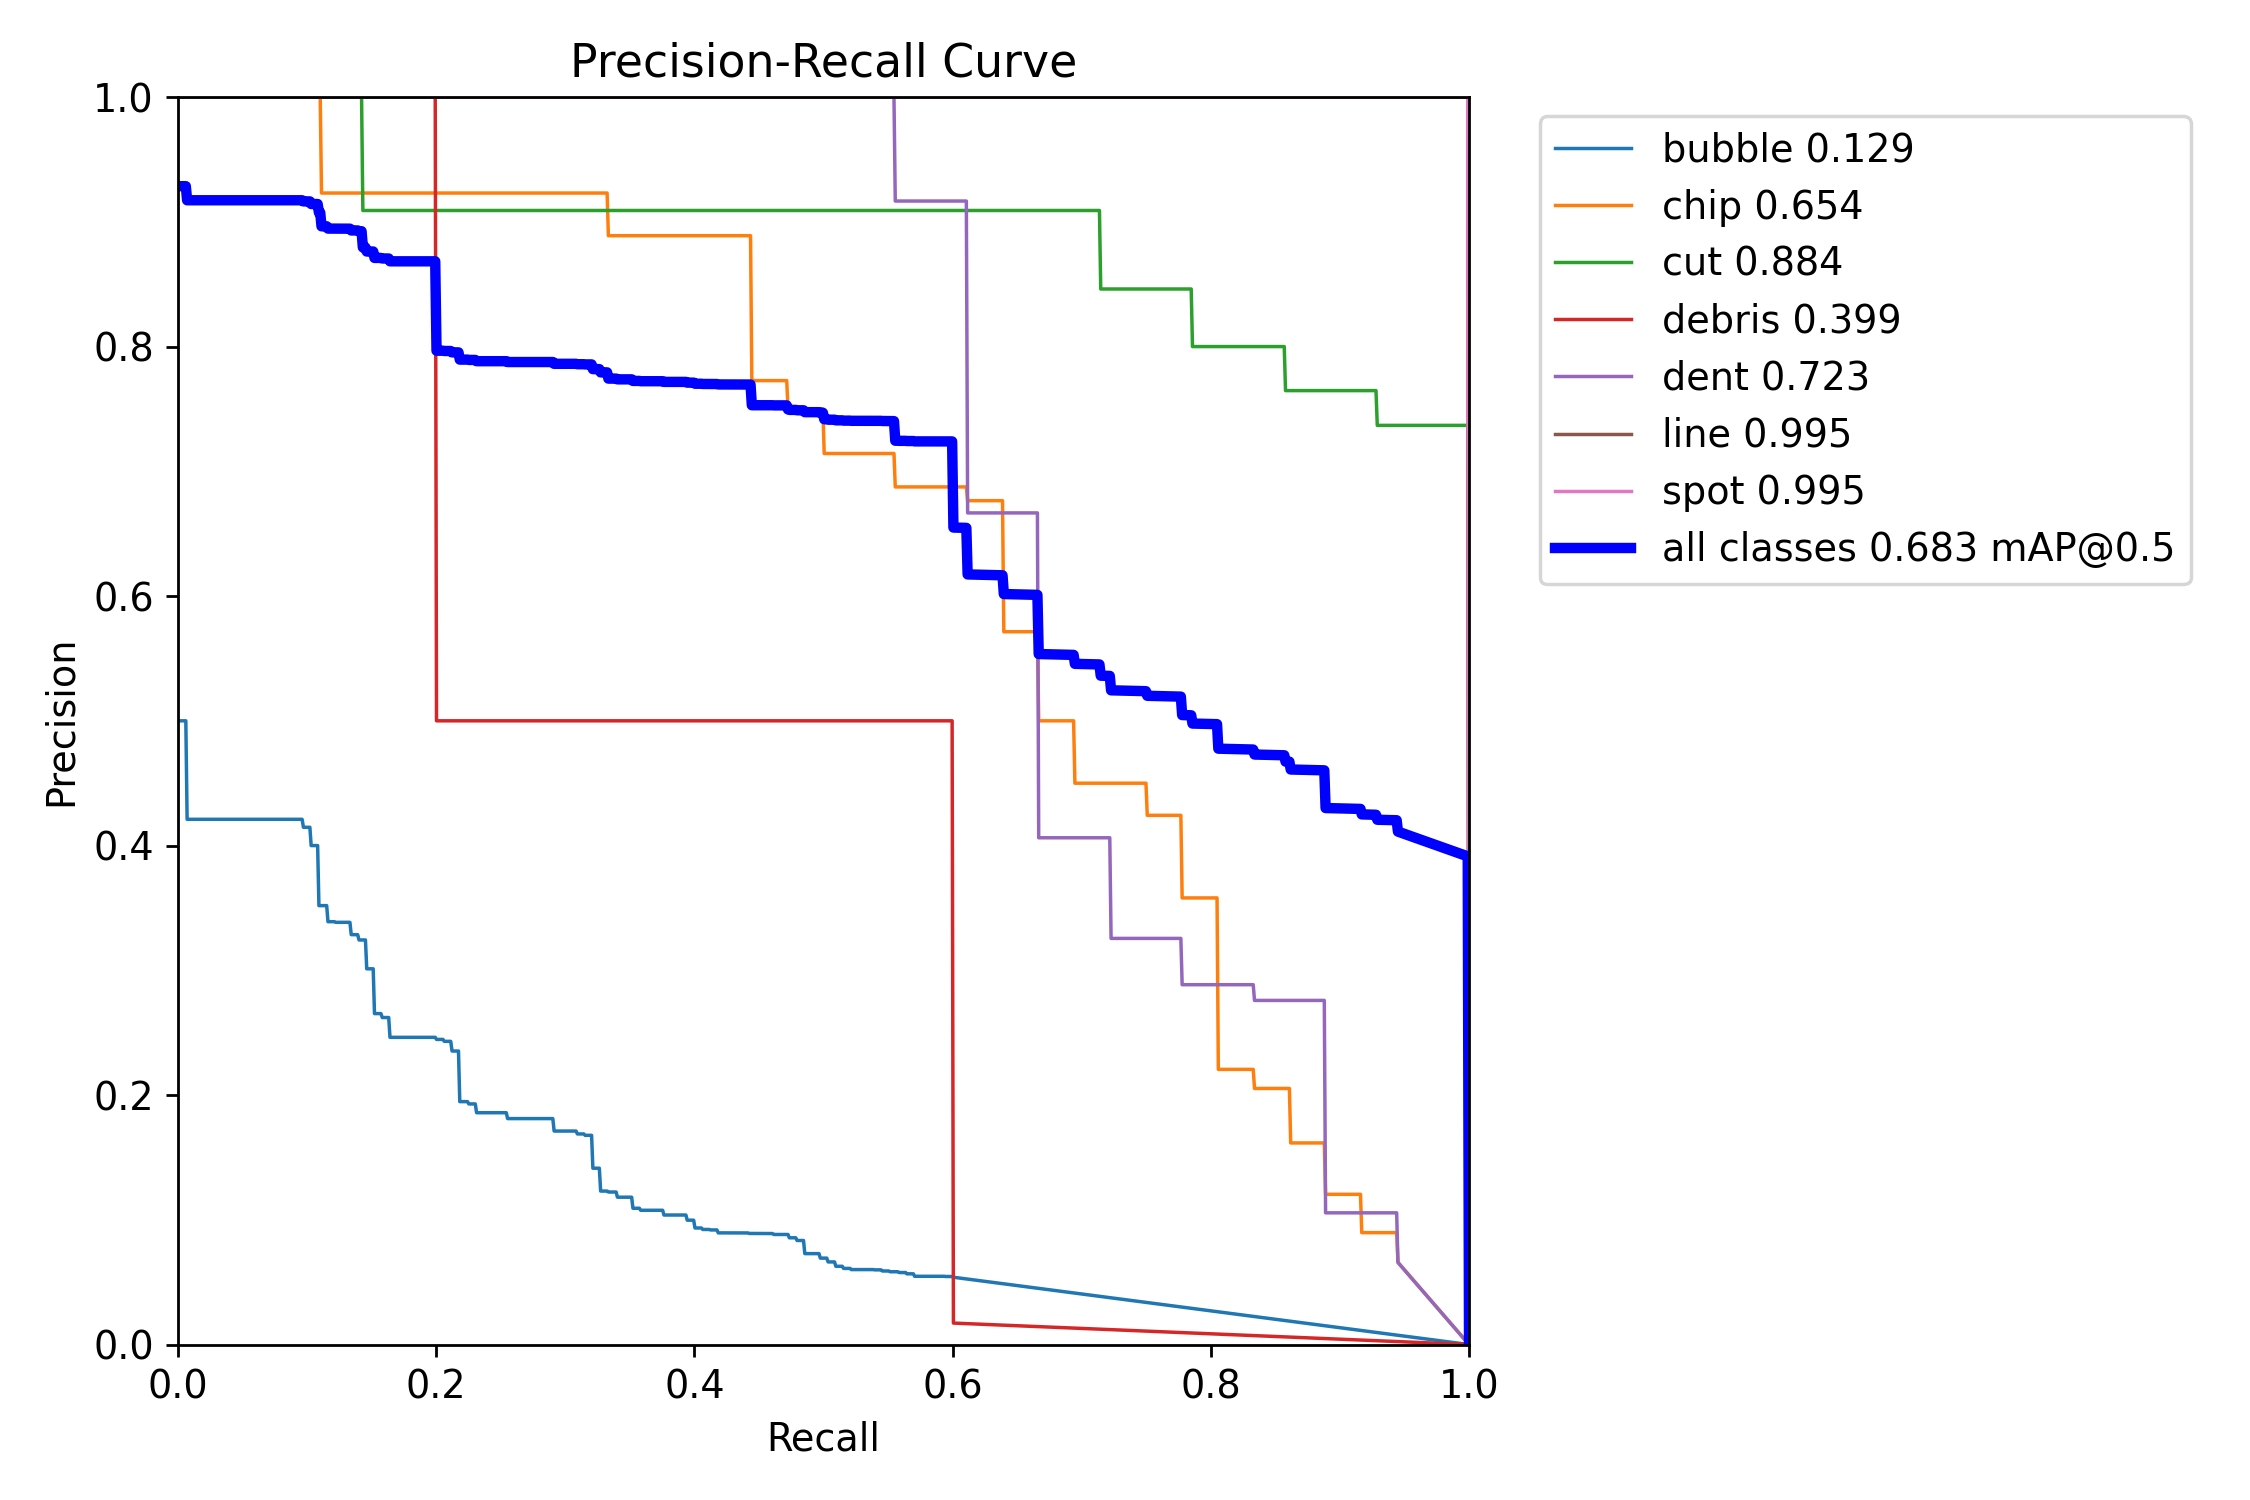 Precision-Recall Curve
1.0
0.8
0.6
0.4
0.2
0.0
Precision
0.0 0.2 0.4 0.6 0.8 1.0
Recall
bubble 0.129
chip 0.654
cut 0.884
debris 0.399
dent 0.723
line 0.995
spot 0.995
all classes 0.683 mAP@0.5